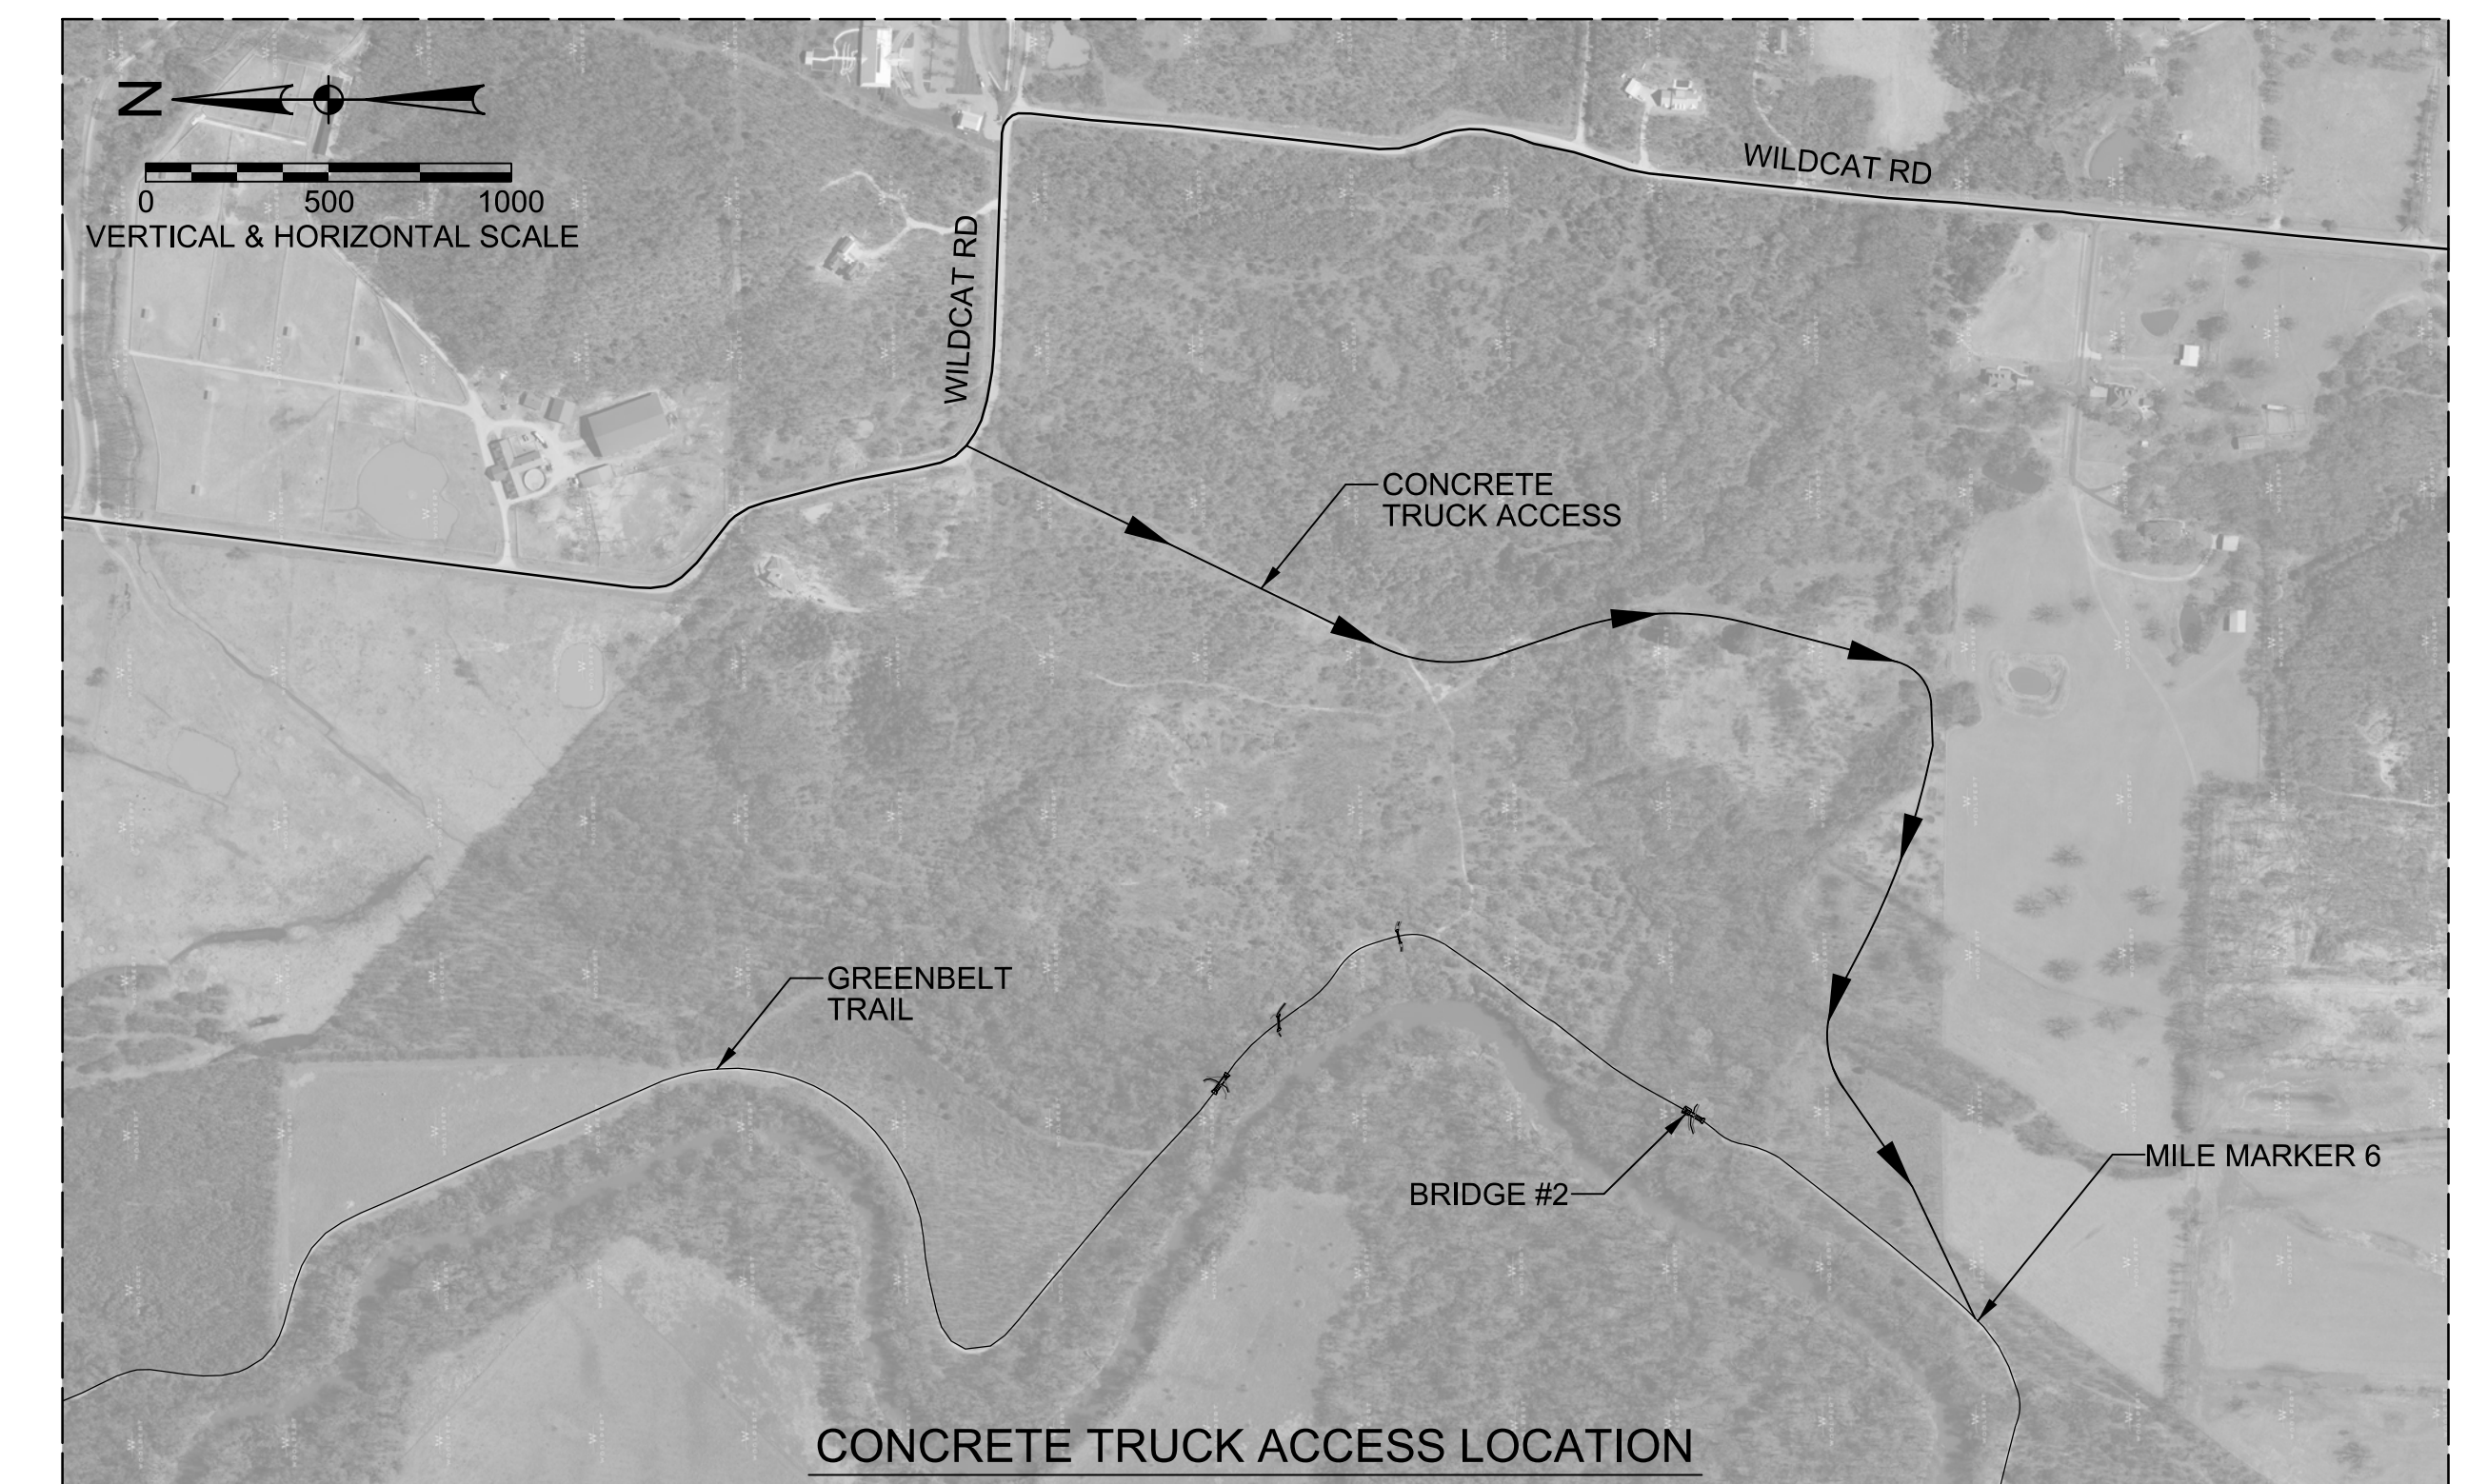 N
0 500 1000
VERTICAL & HORIZONTAL SCALE
WILDCAT RD
WILDCAT RD
CONCRETE
TRUCK ACCESS
GREENBELT
TRAIL
MILE MARKER 6
BRIDGE #2
CONCRETE TRUCK ACCESS LOCATION